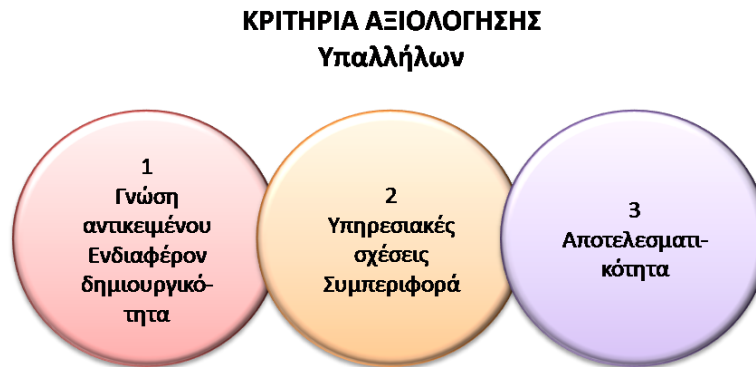 ΚΡΙΤΗΡΙΑ ΑΞΙΟΛΟΓΗΣΗΣ
Υπαλλήλων
1
Γνώση
αντικειμένου
Ενδιαφέρον
δημιουργικό-
τητα
2
Υπηρεσιακές
σχέσεις
Συμπεριφορά
3
Αποτελεσματι-
κότητα